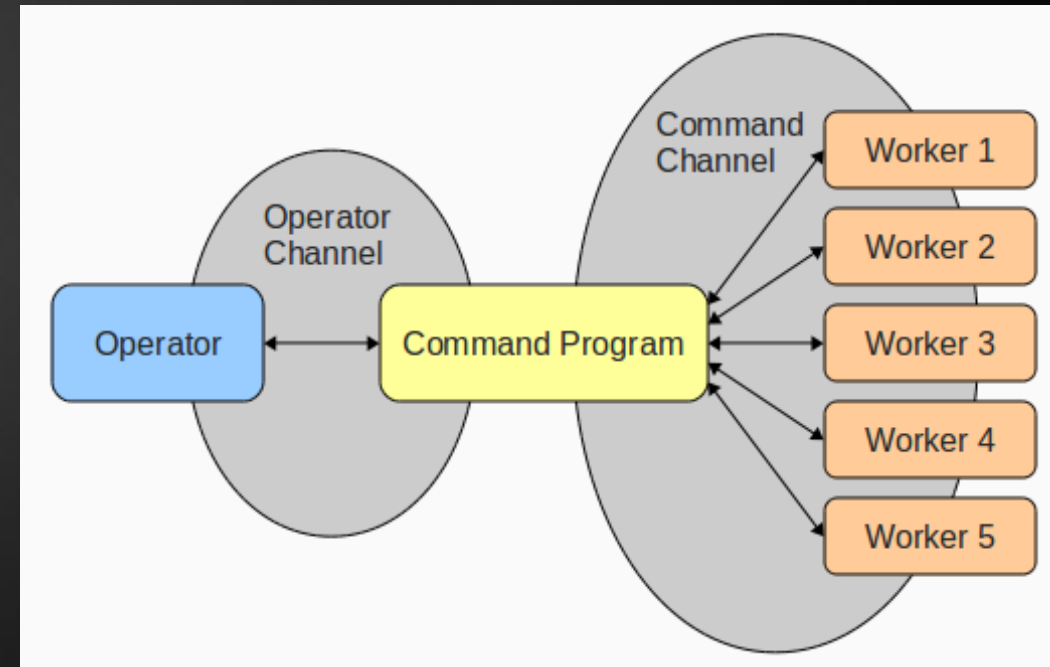 Operator
Channel
Command
Channel
Operator
Command Program
Worker 1
Worker 2
Worker 3
Worker 4
Worker 5